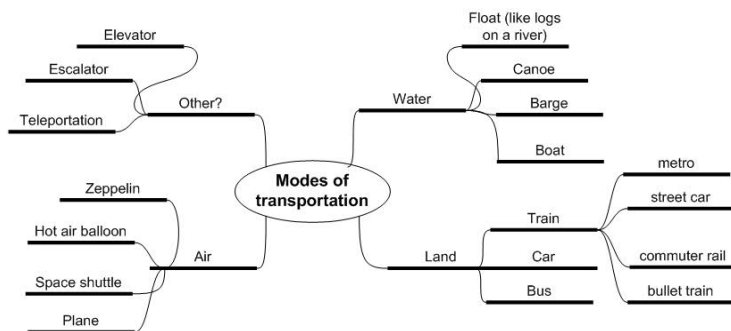 Modes of
transportation
Other?
Elevator
Escalator
Teleportation
Water
Float (like logs
on a river)
Canoe
Barge
Boat
Air
Zeppelin
Hot air balloon
Space shuttle
Plane
Land
Train
metro
street car
commuter rail
bullet train
Car
Bus